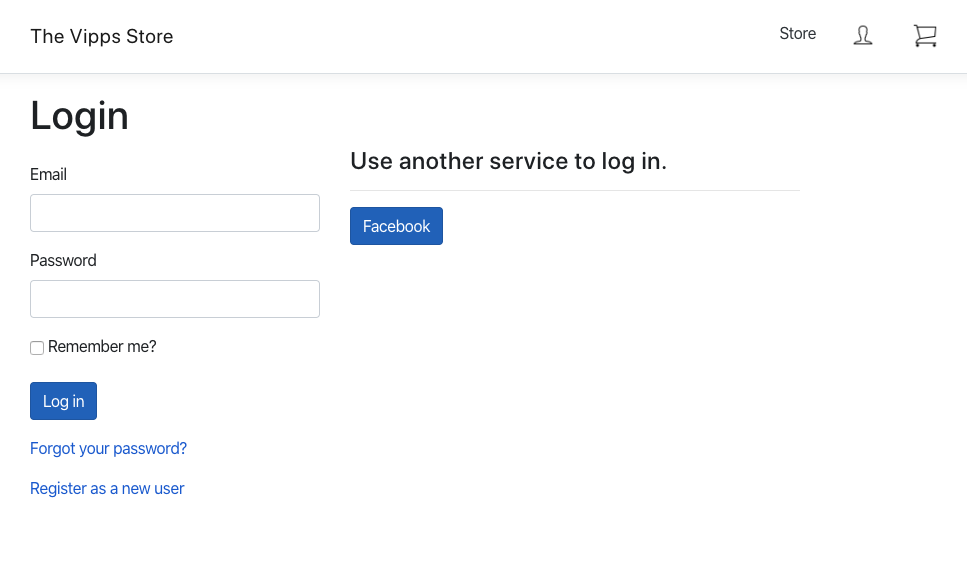 The Vipps Store
Store
Login
Email
Password
Remember me?
Log in
Forgot your password?
Register as a new user
Use another service to log in.
Facebook